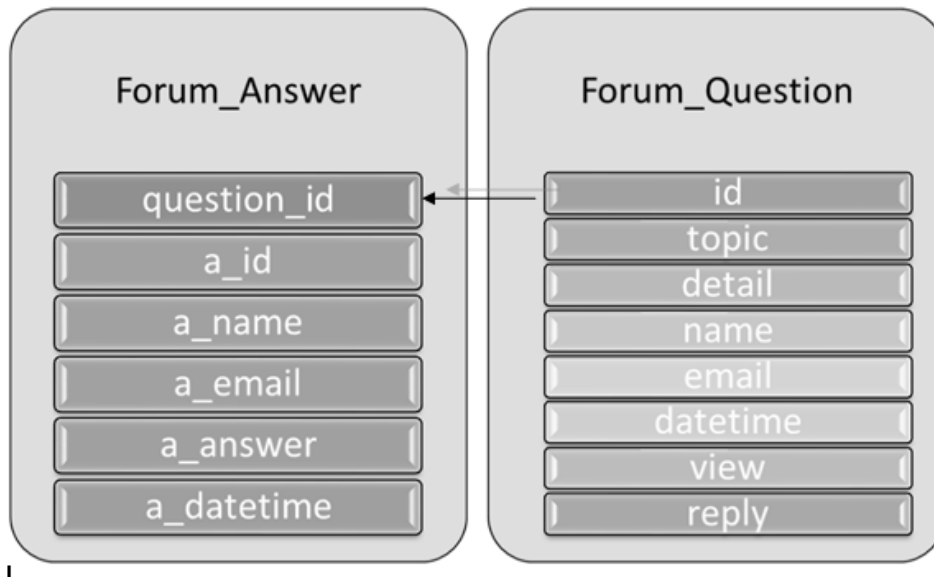 Forum_Answer
question_id
a_id
a_name
a_email
a_answer
a_datetime
Forum_Question
id
topic
detail
name
email
datetime
view
reply